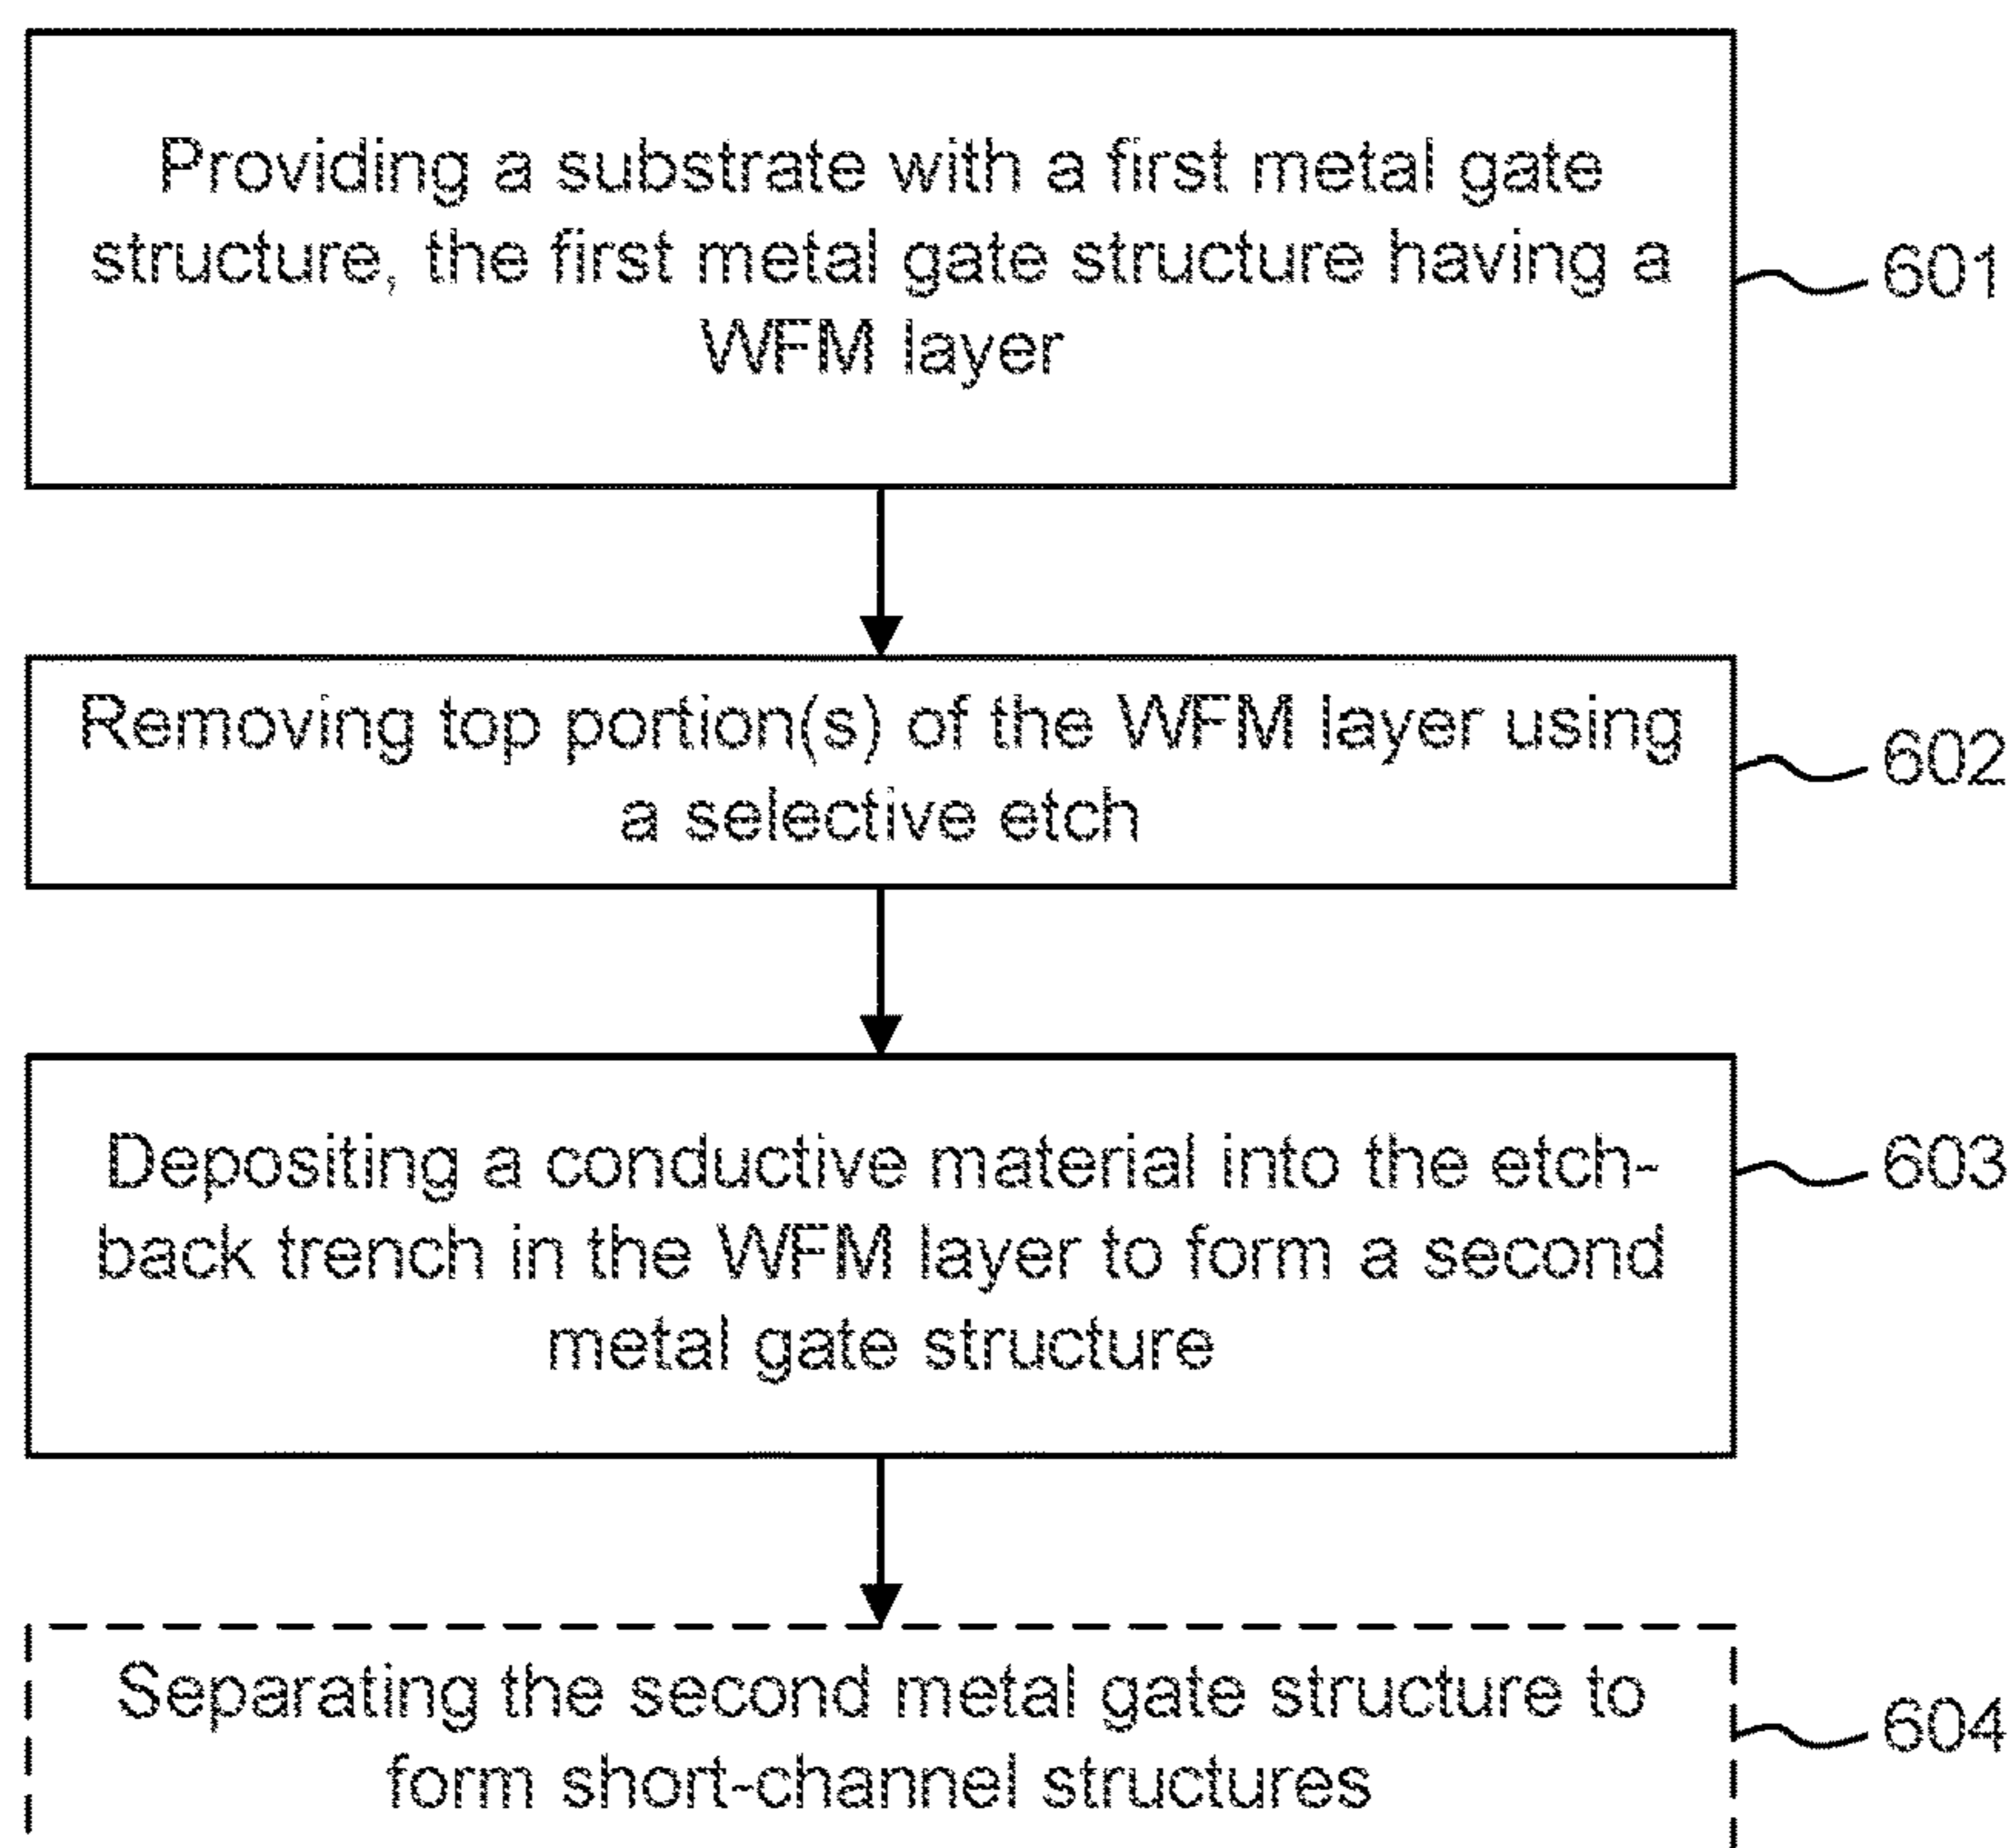 Providing a substrate with a first metal gate
structure, the first metal gate structure having a
WFM layer
601
Removing top portion(s) of the WFM layer using
a selective etch
602
Depositing a conductive material into the etch-
back trench in the WFM layer to form a second
metal gate structure
603
Separating the second metal gate structure to
form short-channel structures
604